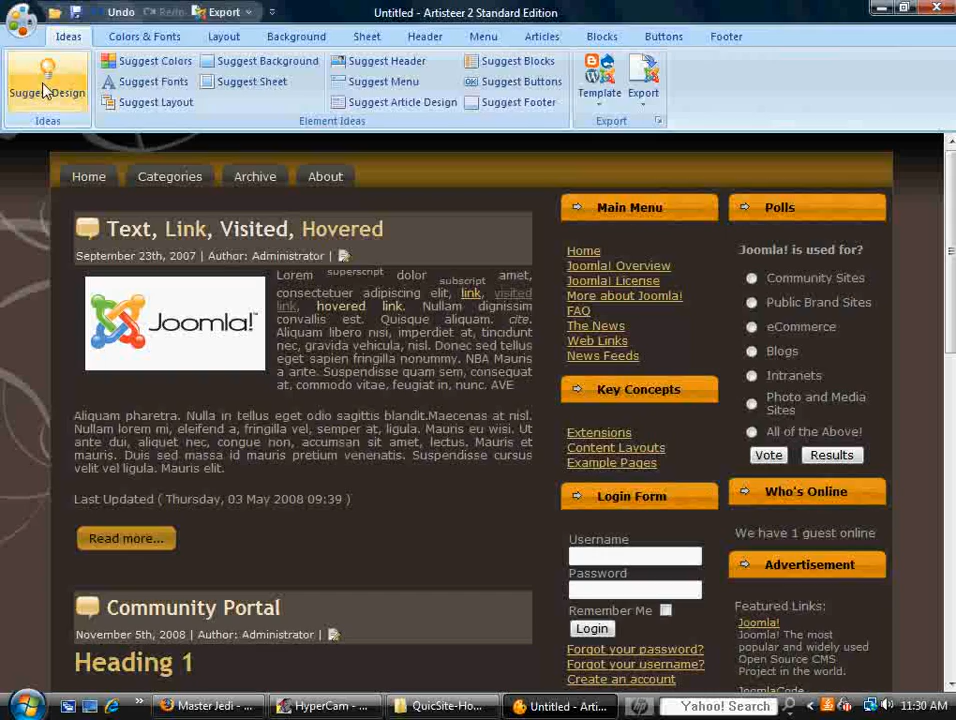 Undo Redo Export Untitled - Artisteer 2 Standard Edition
Ideas Colors & Fonts Layout Background Sheet Header Menu Articles Blocks Buttons Footer
Suggest Design
Suggest Colors Suggest Background Suggest Header Suggest Blocks
Suggest Fonts Suggest Sheet Suggest Menu Suggest Buttons
Suggest Layout Suggest Article Design Suggest Footer
Template Export
Ideas Element Ideas Export
Home Categories Archive About
Text, Link, Visited, Hovered
September 23th, 2007 | Author: Administrator |
Joomla!
Lorem superscript dolor subscript amet,
consectetuer adipiscing elit, link, visited
link, hovered link. Nullam dignissim
convallis est. Quisque aliquam. cite.
Aliquam libero nisi, imperdiet at, tincidunt
nec, gravida vehicula, nisl. Donec sed tellus
eget sapien fringilla nonummy. NBA Mauris
a ante. Suspendisse quam sem, consequat
at, commodo vitae, feugiat in, nunc. AVE
Aliquam pharetra. Nulla in tellus eget odio sagittis blandit.Maecenas at nisl.
Nullam lorem mi, eleifend a, fringilla vel, semper at, ligula. Mauris eu wisi. Ut
ante dui, aliquet nec, congue non, accumsan sit amet, lectus. Mauris et
mauris. Duis sed massa id mauris pretium venenatis. Suspendisse cursus
velit vel ligula. Mauris elit.
Last Updated ( Thursday, 03 May 2008 09:39 )
Read more...
Community Portal
November 5th, 2008 | Author: Administrator |
Heading 1
Main Menu
Home
Joomla! Overview
Joomla! License
More about Joomla!
FAQ
The News
Web Links
News Feeds
Key Concepts
Extensions
Content Layouts
Example Pages
Login Form
Username
Password
Remember Me
Login
Forgot your password?
Forgot your username?
Create an account
Polls
Joomla! is used for?
Community Sites
Public Brand Sites
eCommerce
Blogs
Intranets
Photo and Media
Sites
All of the Above!
Vote Results
Who's Online
We have 1 guest online
Advertisement
Featured Links:
Joomla!
Joomla! The most
popular and widely used
Open Source CMS
Project in the world.
JoomlaCode
Master Jedi - ... HyperCam - ... QuicSite-Ho... Untitled - Arti... Yahoo! Search 11:30 AM